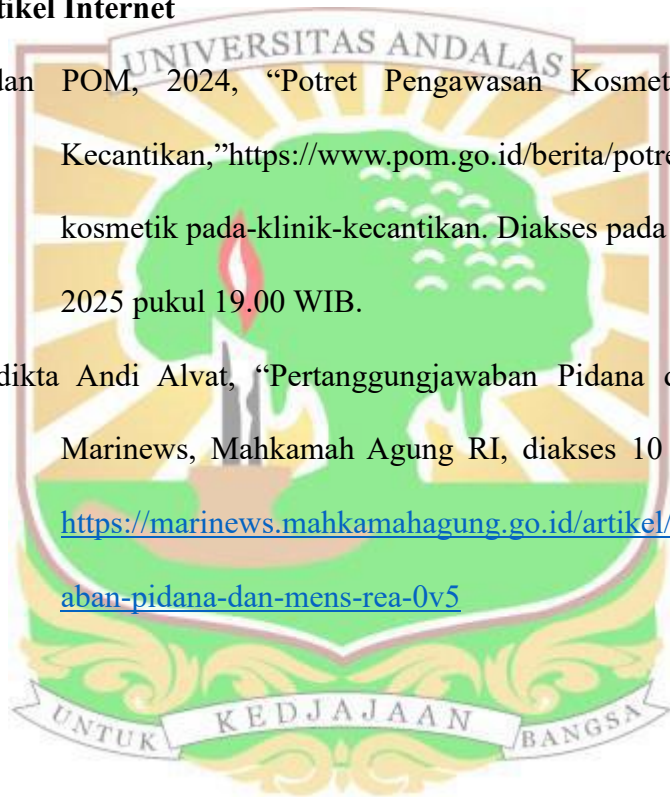 tikel Internet
UNIVERSITAS ANDALAS
dan POM, 2024, “Potret Pengawasan Kosmet
Kecantikan,”https://www.pom.go.id/berita/potre
kosmetik pada-klinik-kecantikan. Diakses pada
2025 pukul 19.00 WIB.
dikta Andi Alvat, “Pertanggungjawaban Pidana d
Marinews, Mahkamah Agung RI, diakses 10
https://marinews.mahkamahagung.go.id/artikel/
aban-pidana-dan-mens-rea-0v5
UNTUK KEDJAJAAN BANGSA